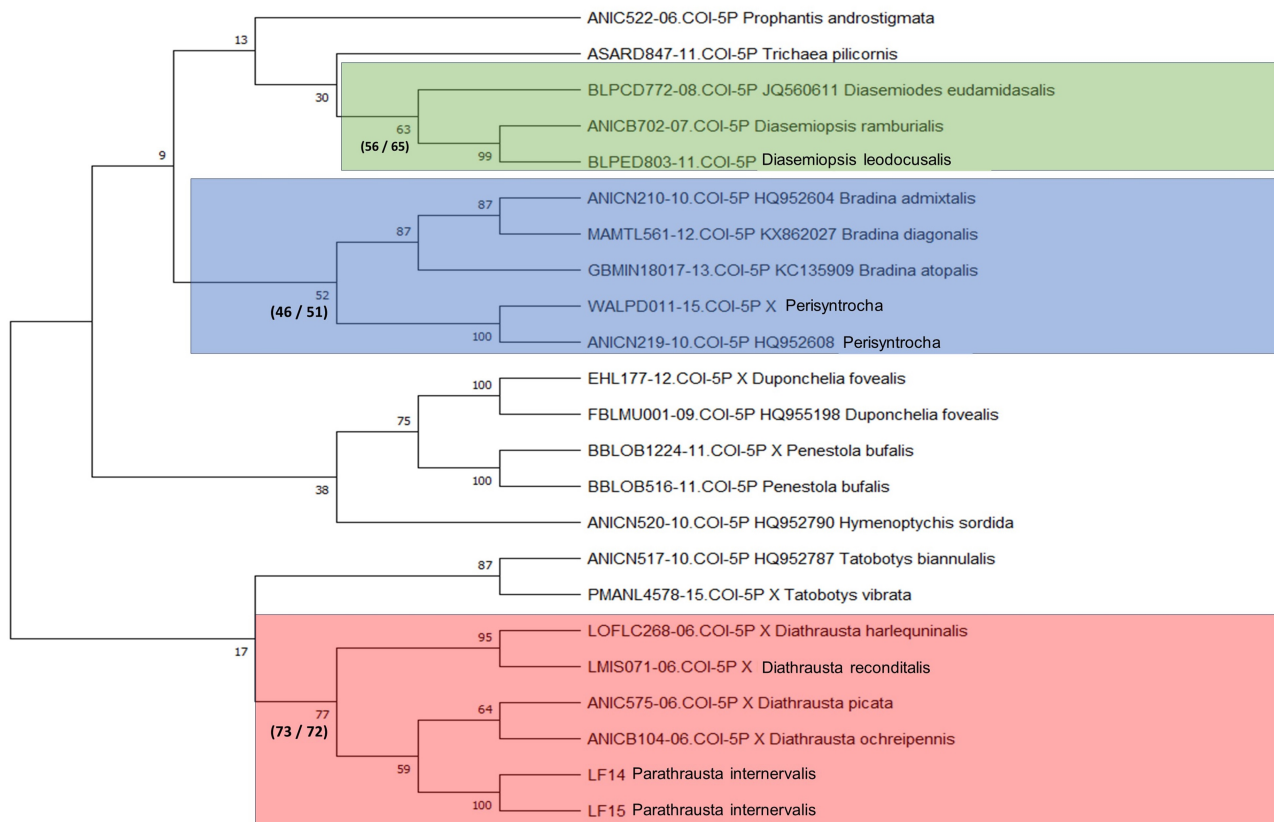 ANIC522-06.COI-5P Prophantis androstigmata
13
ASARD847-11.COI-5P Trichaea pilicornis
30
BLPCD772-08.COI-5P JQ560611 Diasemiodes eudamidasalis
63
(56 / 65)
ANICB702-07.COI-5P Diasemiopsis ramburialis
99
BLPED803-11.COI-5P Diasemiopsis leodocusalis
9
ANICN210-10.COI-5P HQ952604 Bradina admixtalis
87
MAMTL561-12.COI-5P KX862027 Bradina diagonalis
87
GBMIN18017-13.COI-5P KC135909 Bradina atopalis
52
(46 / 51)
WALPD011-15.COI-5P X Perisyntrocha
100
ANICN219-10.COI-5P HQ952608 Perisyntrocha
EHL177-12.COI-5P X Duponchelia fovealis
100
FBLMU001-09.COI-5P HQ955198 Duponchelia fovealis
75
BBLOB1224-11.COI-5P X Penestola bufalis
100
BBLOB516-11.COI-5P Penestola bufalis
38
ANICN520-10.COI-5P HQ952790 Hymenoptychis sordida
ANICN517-10.COI-5P HQ952787 Tatobotys biannulalis
87
PMANL4578-15.COI-5P X Tatobotys vibrata
17
LOFLC268-06.COI-5P X Diathrausta harlequninalis
95
LMIS071-06.COI-5P X Diathrausta reconditalis
77
(73 / 72)
ANIC575-06.COI-5P X Diathrausta picata
64
ANICB104-06.COI-5P X Diathrausta ochreipennis
59
LF14 Parathrausta internervalis
100
LF15 Parathrausta internervalis